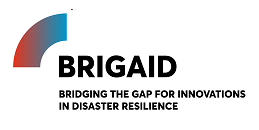 BRIGAID
BRIDGING THE GAP FOR INNOVATIONS
IN DISASTER RESILIENCE